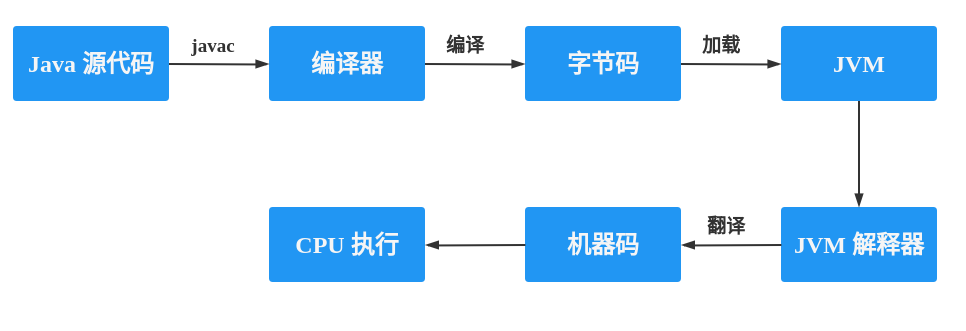 Java 源代码
javac
编译器
编译
字节码
加载
JVM
JVM 解释器
翻译
机器码
CPU 执行